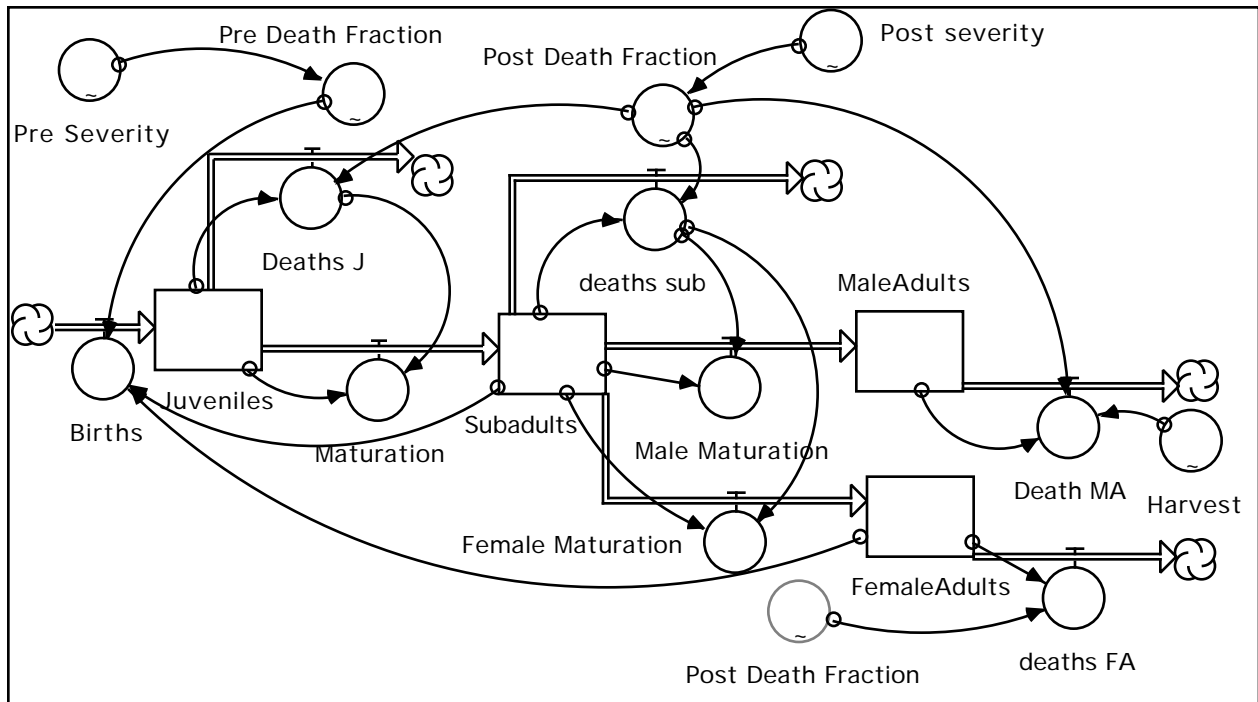 Pre Death Fraction
Post severity
Post Death Fraction
Pre Severity
Deaths J
deaths sub
MaleAdults
Juveniles
Births
Subadults
Maturation
Male Maturation
Death MA
Harvest
Female Maturation
FemaleAdults
deaths FA
Post Death Fraction